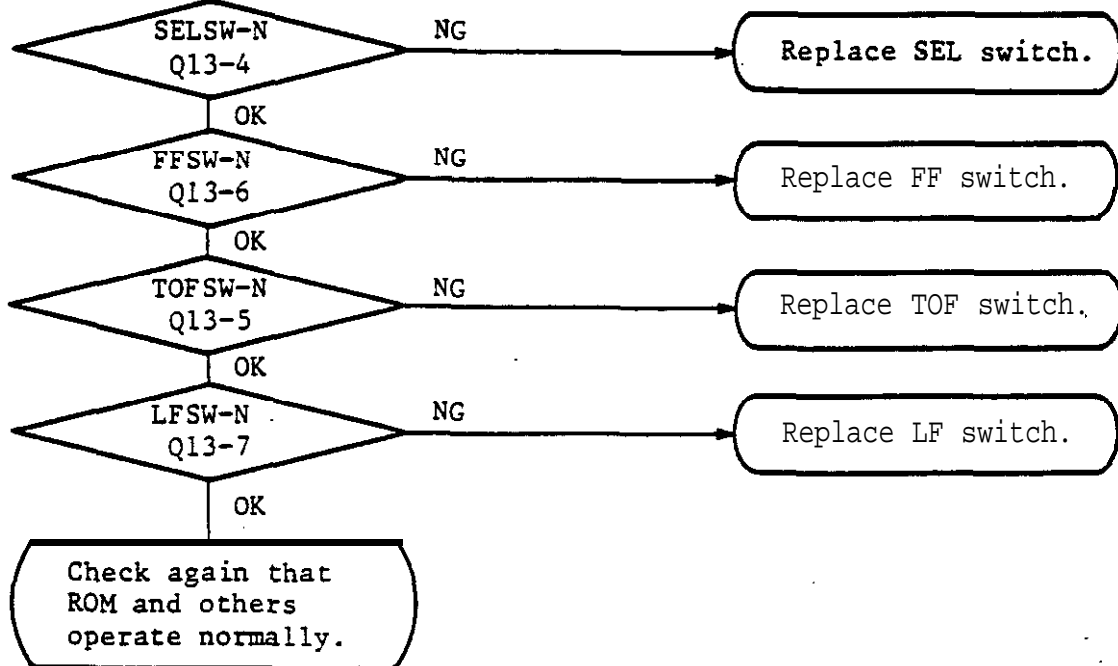 SELSW-N
Q13-4
NG
Replace SEL switch.
OK
FFSW-N
Q13-6
NG
Replace FF switch.
OK
TOFSW-N
Q13-5
NG
Replace TOF switch.
OK
LFSW-N
Q13-7
NG
Replace LF switch.
OK
Check again that
ROM and others
operate normally.